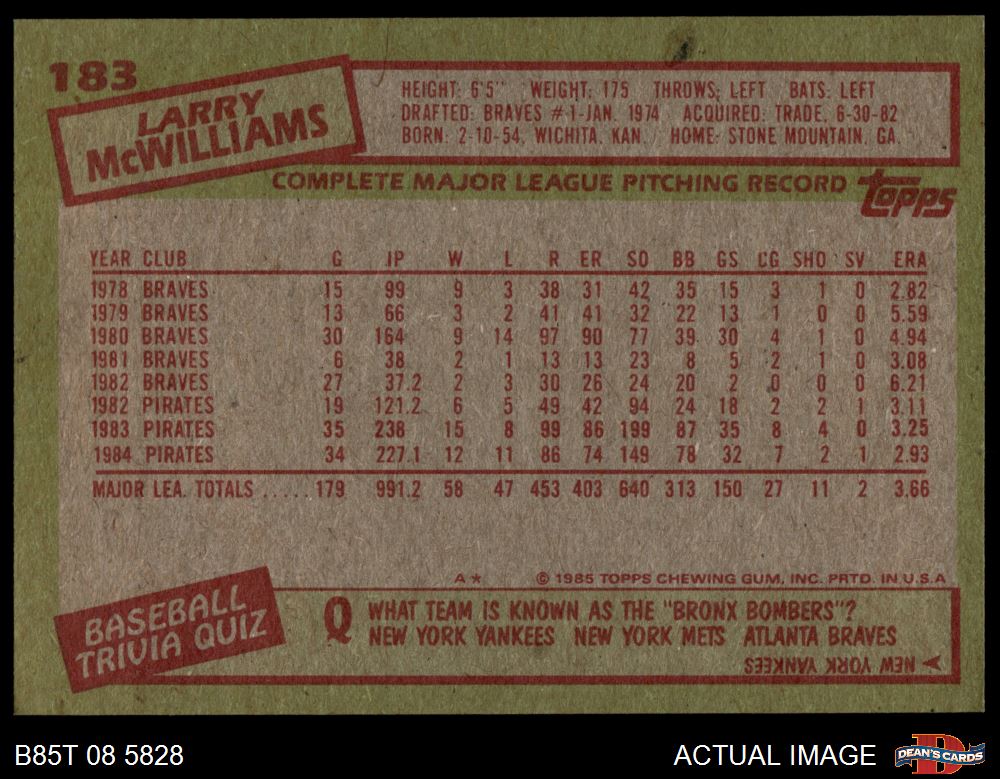 183
LARRY
McWILLIAMS
HEIGHT: 6'5" WEIGHT: 175 THROWS: LEFT BATS: LEFT
DRAFTED: BRAVES #1-JAN. 1974 ACQUIRED: TRADE, 6-30-82
BORN: 2-10-54, WICHITA, KAN. HOME: STONE MOUNTAIN, GA.
COMPLETE MAJOR LEAGUE PITCHING RECORD
topps
YEAR CLUB G IP W L R ER SO BB GS CG SHO SV ERA
1978 BRAVES 15 99 9 3 38 31 42 35 15 3 1 0 2.82
1979 BRAVES 13 66 3 2 41 41 32 22 13 1 0 0 5.59
1980 BRAVES 30 164 9 14 97 90 77 39 30 4 1 0 4.94
1981 BRAVES 6 38 2 1 13 13 23 8 5 2 1 0 3.08
1982 BRAVES 27 37.2 2 3 30 26 24 20 2 0 0 0 6.21
1982 PIRATES 19 121.2 6 5 49 42 94 24 18 2 2 1 3.11
1983 PIRATES 35 238 15 8 99 86 199 87 35 8 4 0 3.25
1984 PIRATES 34 227.1 12 11 86 74 149 78 32 7 2 1 2.93
MAJOR LEA. TOTALS ..... 179 991.2 58 47 453 403 640 313 150 27 11 2 3.66
A* © 1985 TOPPS CHEWING GUM, INC. PRTD. IN U.S.A
BASEBALL
TRIVIA QUIZ
Q WHAT TEAM IS KNOWN AS THE "BRONX BOMBERS"?
NEW YORK YANKEES NEW YORK METS ATLANTA BRAVES
NEW YORK YANKEES
B85T 08 5828
ACTUAL IMAGE
DEAN'S CARDS